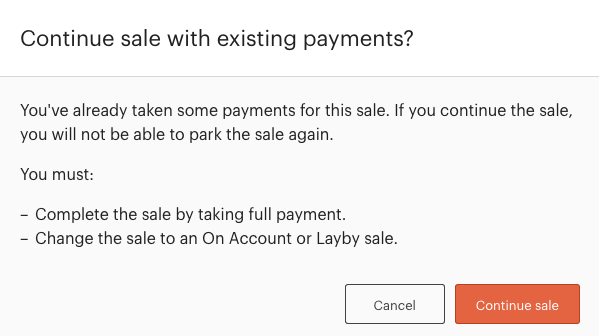 Continue sale with existing payments?
You've already taken some payments for this sale. If you continue the sale,
you will not be able to park the sale again.
You must:
– Complete the sale by taking full payment.
– Change the sale to an On Account or Layby sale.
Cancel
Continue sale